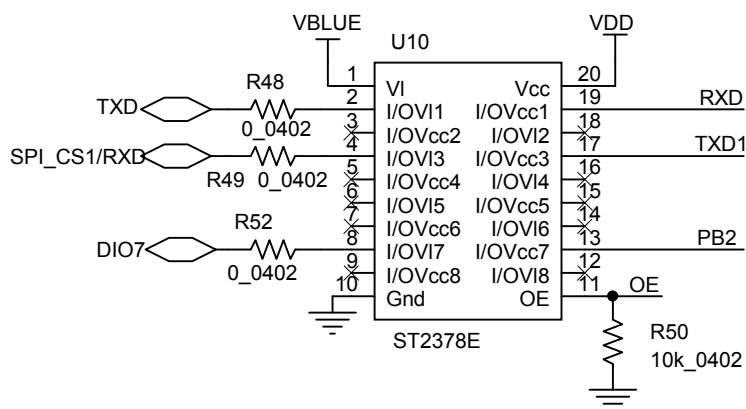 VBLUE
VDD
U10
1
VI
Vcc
20
TXD
R48
0_0402
2
I/OVI1
I/OVcc1
19
RXD
3
I/OVcc2
I/OVI2
18
SPI_CS1/RXD
R49
0_0402
4
I/OVI3
I/OVcc3
17
TXD1
5
I/OVcc4
I/OVI4
16
6
I/OVI5
I/OVcc5
15
7
I/OVcc6
I/OVI6
14
DIO7
R52
0_0402
8
I/OVI7
I/OVcc7
13
PB2
9
I/OVcc8
I/OVI8
12
10
Gnd
OE
11
OE
ST2378E
R50
10k_0402